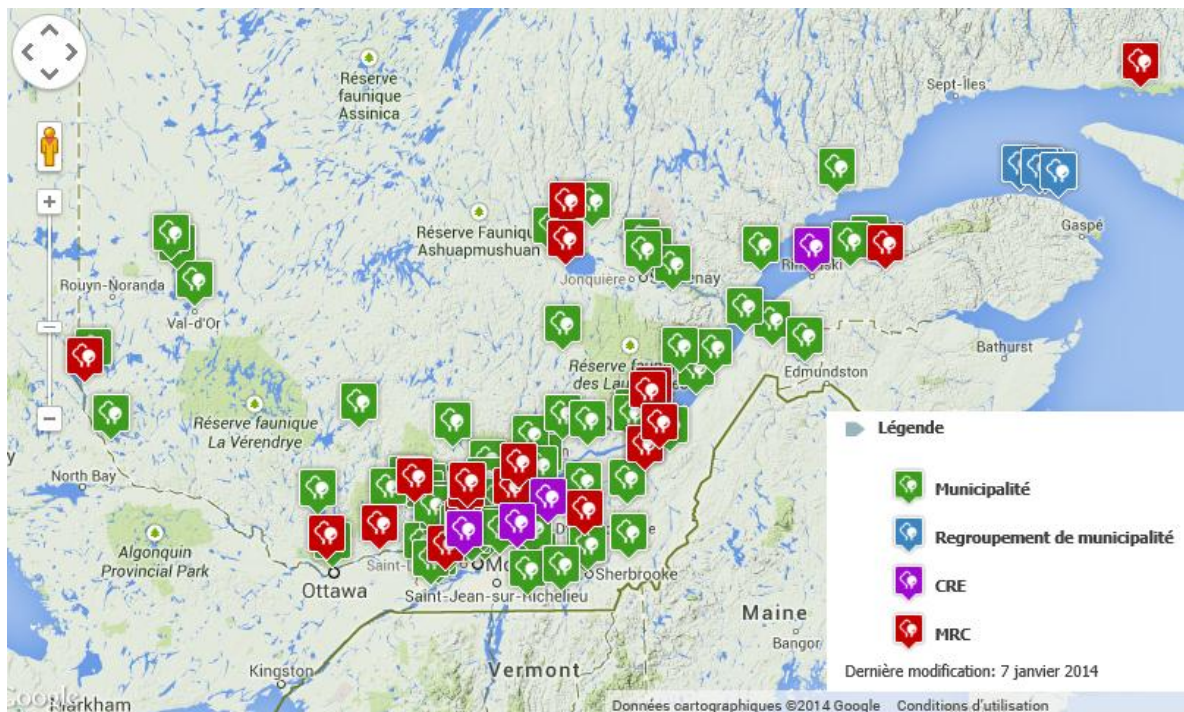 Réserve
faunique
Assinica
Sept-Iles
Réserve Fauniqu
Ashuapmushuan
Gaspé
Jonquière
Rouyn-Noranda
Val-d'Or
Bathurst
Edmundston
Réserve faunique
La Vérendrye
North Bay
Algonquin
Provincial Park
Ottawa
Sherbrooke
Saint-Jean-sur-Richelieu
Maine
Bangor
Vermont
Kingston
Markham
Google
Légende
Municipalité
Regroupement de municipalité
CRE
MRC
Dernière modification: 7 janvier 2014
Données cartographiques ©2014 Google Conditions d'utilisation